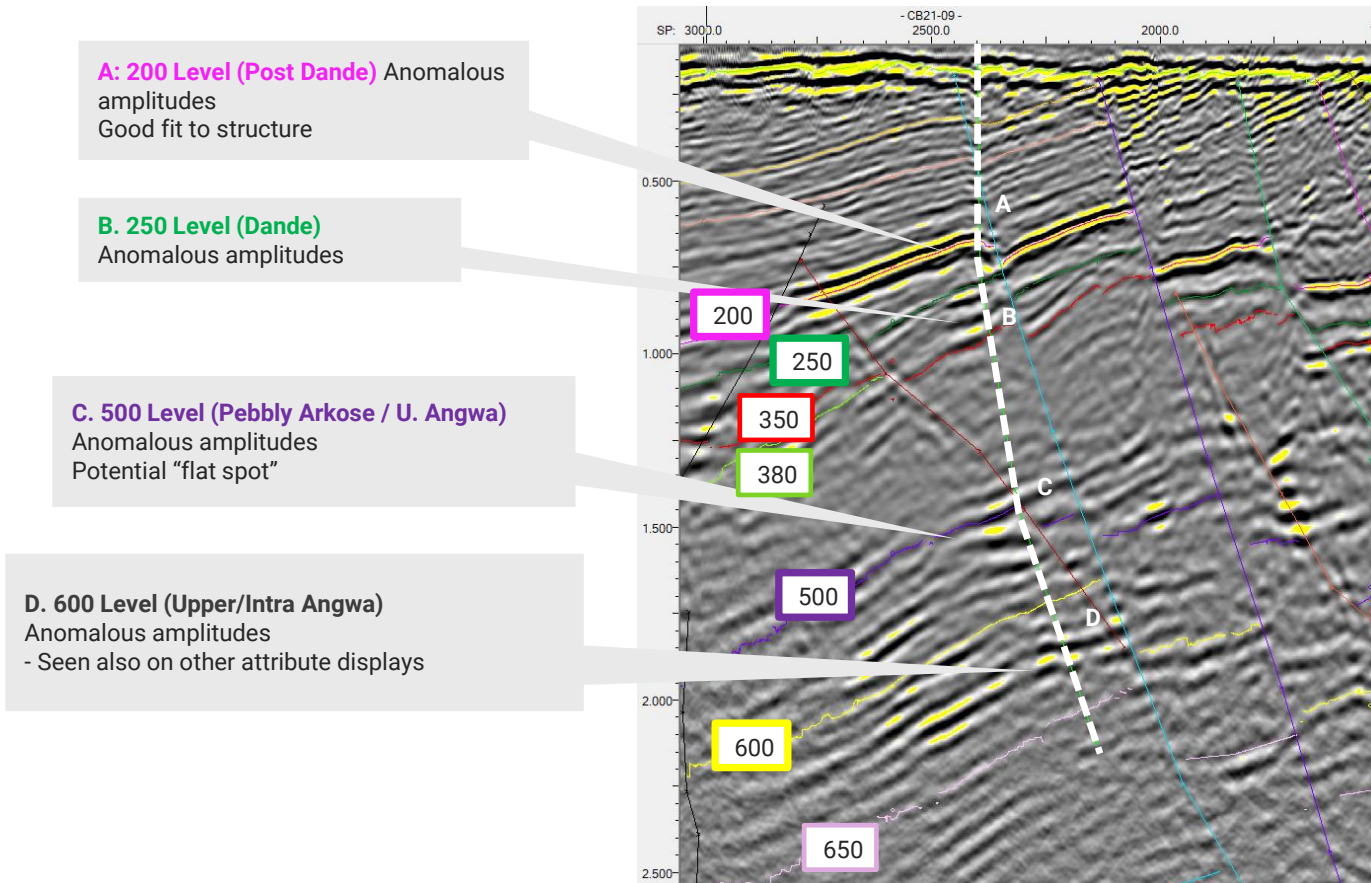 - CB21-09 -
SP: 3000.0 2500.0 2000.0
A: 200 Level (Post Dande) Anomalous
amplitudes
Good fit to structure
B. 250 Level (Dande)
Anomalous amplitudes
C. 500 Level (Pebbly Arkose / U. Angwa)
Anomalous amplitudes
Potential “flat spot”
D. 600 Level (Upper/Intra Angwa)
Anomalous amplitudes
- Seen also on other attribute displays
0.500
A
200
B
1.000
250
350
380
C
1.500
500
D
2.000
600
650
2.500